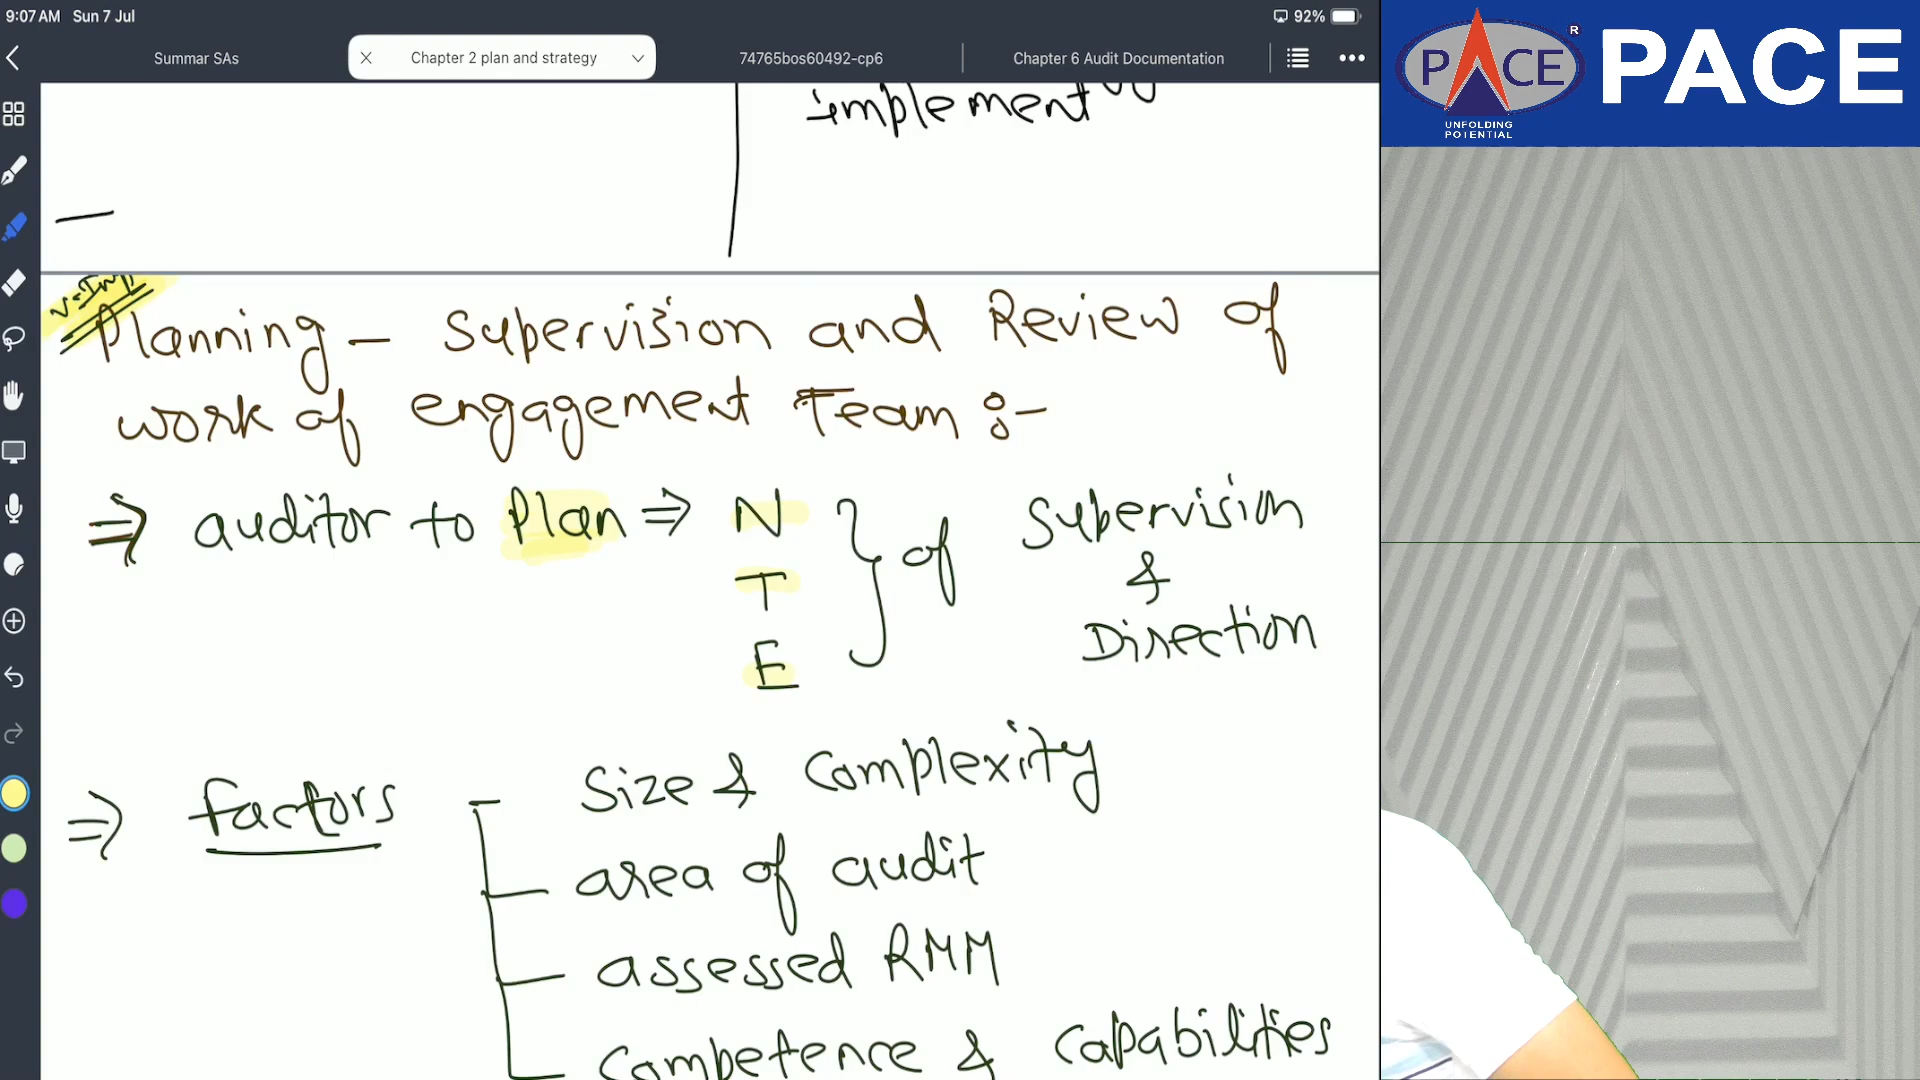 9:07 AM Sun 7 Jul
92%
Summar SAs
Chapter 2 plan and strategy
74765bos60492-cp6
Chapter 6 Audit Documentation
PACE
®
PACE
UNFOLDING
POTENTIAL
implement
V-Imp
Planning - Supervision and Review of
work of engagement Team :-
⇒ auditor to Plan ⇒ N
T
E
} of Supervision
&
Direction
⇒ factors
Size & Complexity
area of audit
assessed RMM
Competence & Capabilities